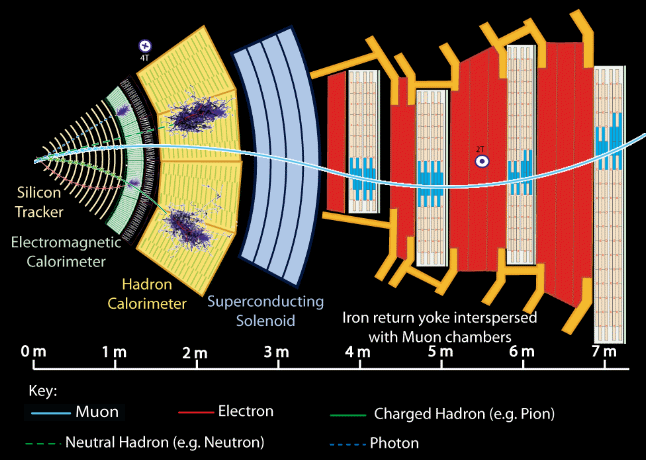 4T
2T
Silicon
Tracker
Electromagnetic
Calorimeter
Hadron
Calorimeter
Superconducting
Solenoid
Iron return yoke interspersed
with Muon chambers
0 m 1 m 2 m 3 m 4 m 5 m 6 m 7 m
Key:
Muon Electron Charged Hadron (e.g. Pion)
Neutral Hadron (e.g. Neutron) Photon